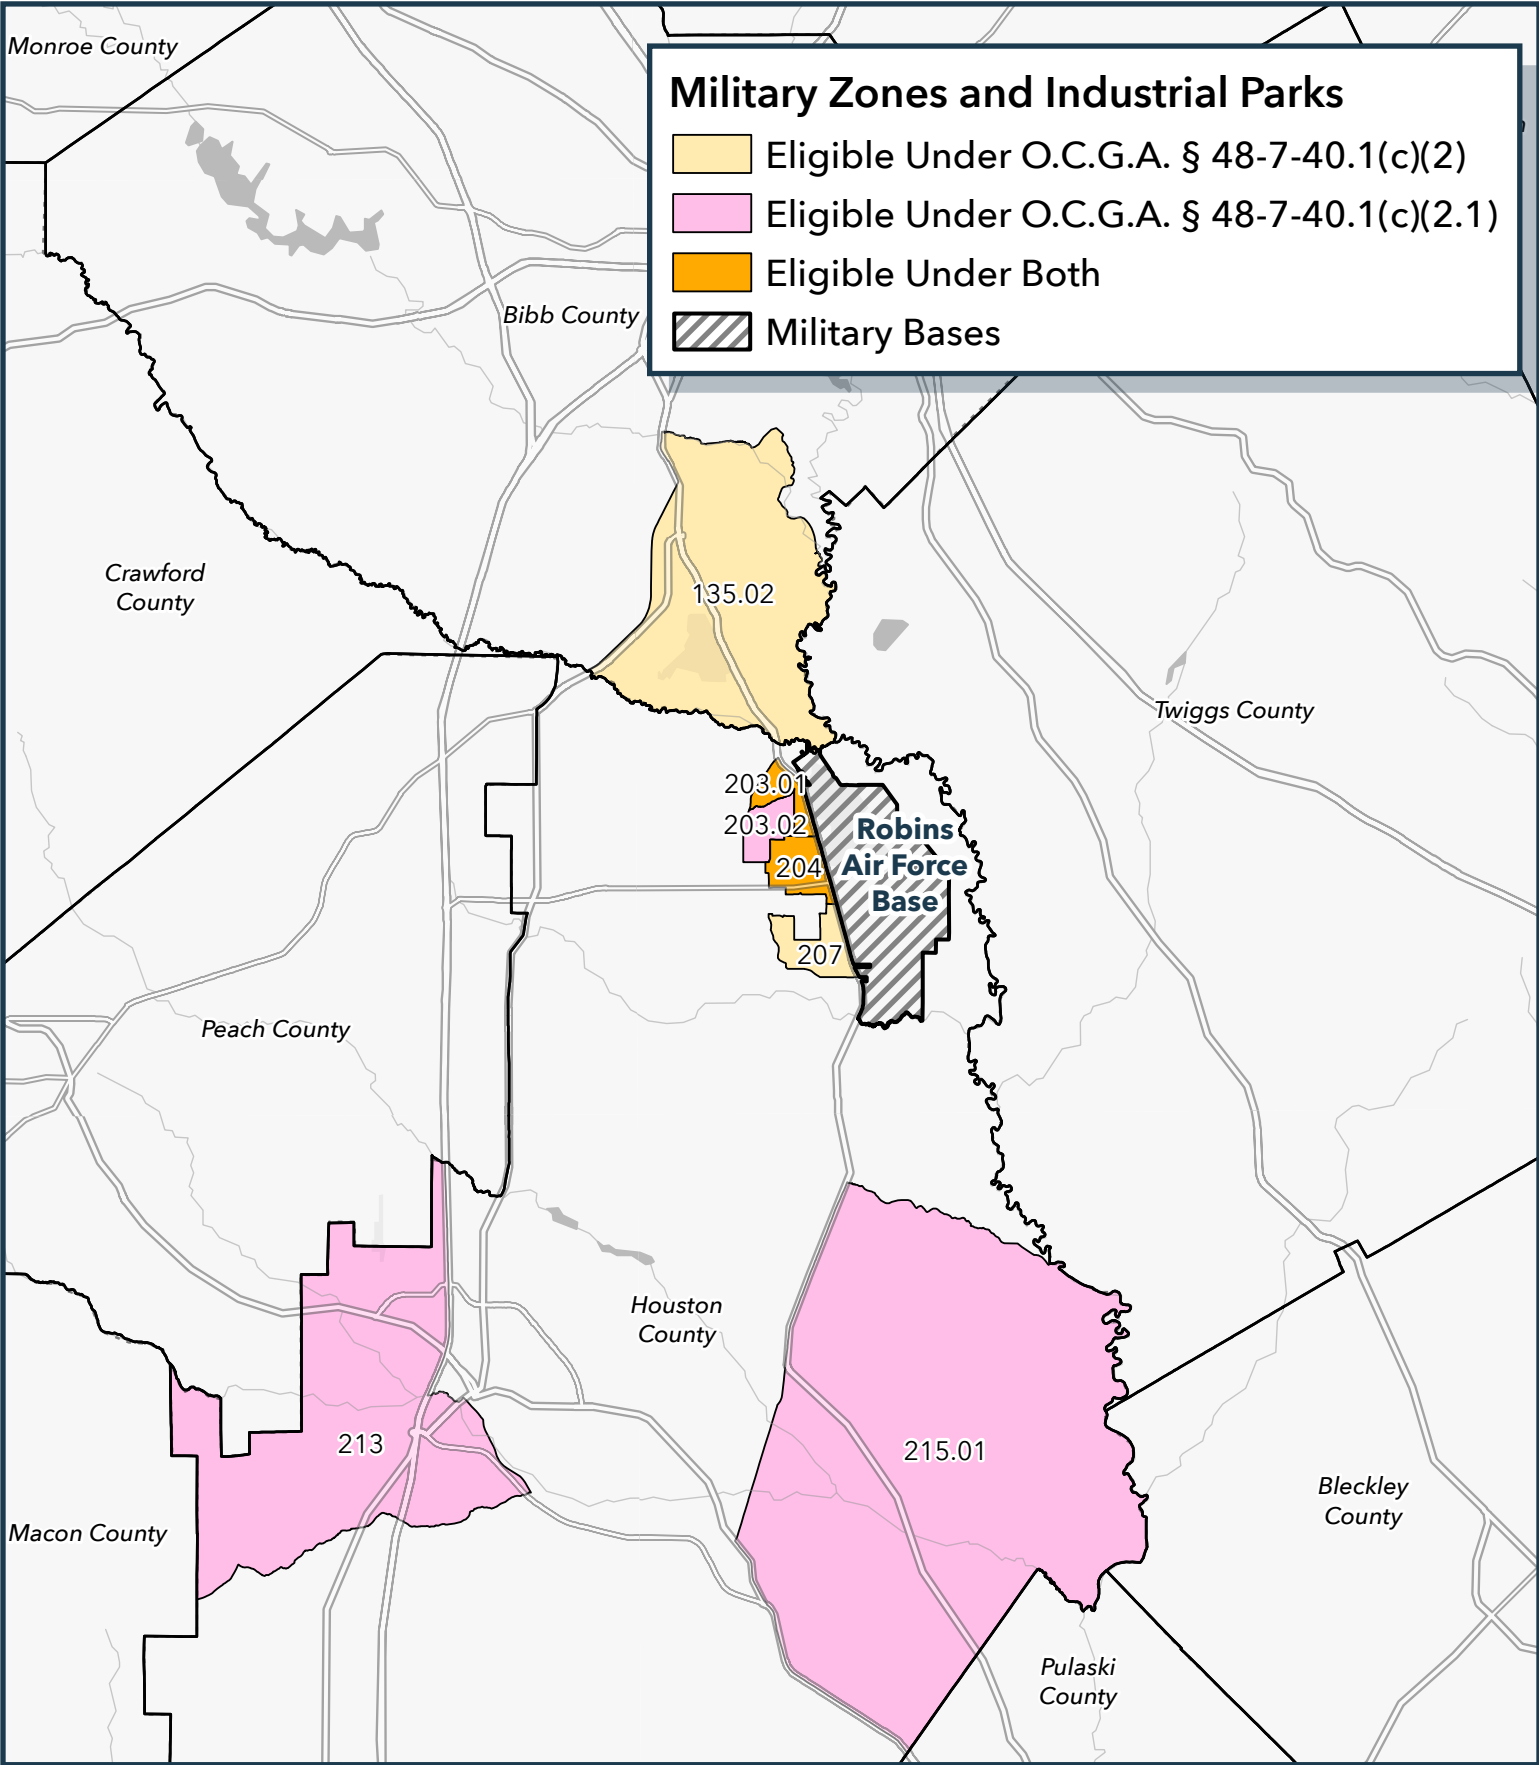 Monroe County
Military Zones and Industrial Parks
Eligible Under O.C.G.A. § 48-7-40.1(c)(2)
Eligible Under O.C.G.A. § 48-7-40.1(c)(2.1)
Eligible Under Both
Military Bases
Bibb County
Crawford
County
135.02
Twiggs County
203.01
203.02
204
207
Robins
Air Force
Base
Peach County
Houston
County
213
215.01
Macon County
Bleckley
County
Pulaski
County